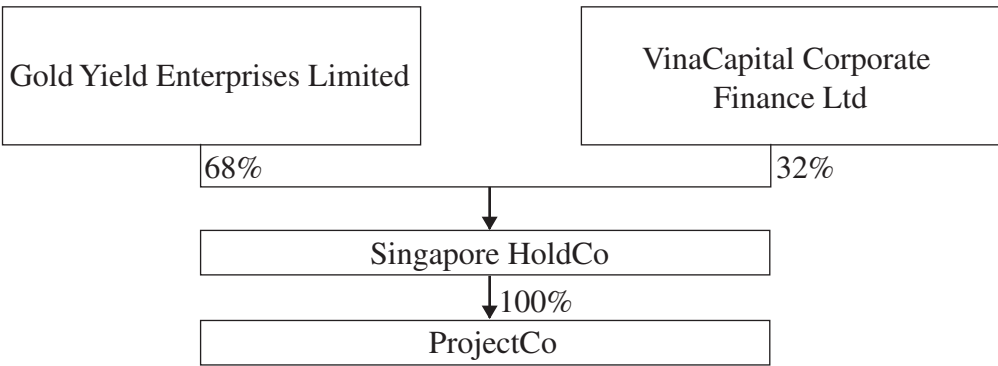 Gold Yield Enterprises Limited
VinaCapital Corporate
Finance Ltd
68%
32%
Singapore HoldCo
100%
ProjectCo